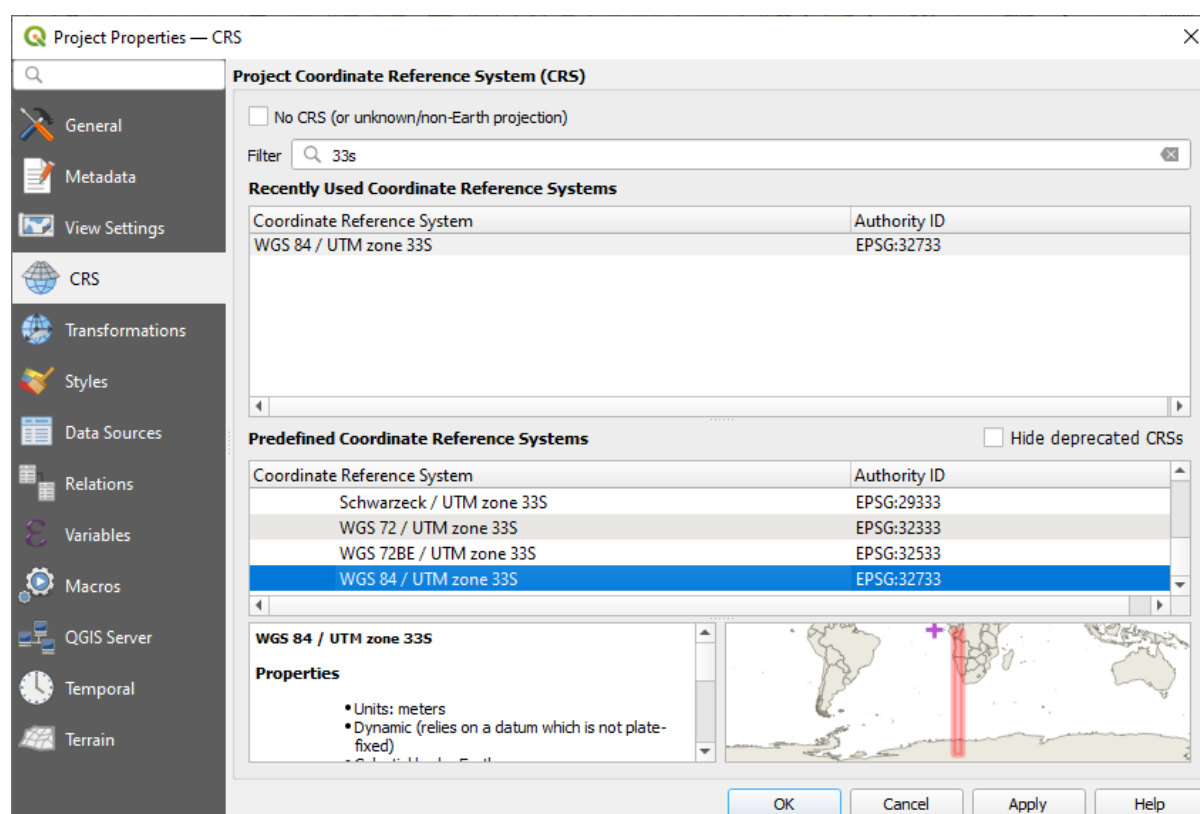 Project Properties — CRS
Project Coordinate Reference System (CRS)
General
Metadata
View Settings
CRS
Transformations
Styles
Data Sources
Relations
Variables
Macros
QGIS Server
Temporal
Terrain
No CRS (or unknown/non-Earth projection)
Filter 33s
Recently Used Coordinate Reference Systems
Coordinate Reference System Authority ID
WGS 84 / UTM zone 33S EPSG:32733
Predefined Coordinate Reference Systems Hide deprecated CRSs
Coordinate Reference System Authority ID
Schwarzeck / UTM zone 33S EPSG:29333
WGS 72 / UTM zone 33S EPSG:32333
WGS 72BE / UTM zone 33S EPSG:32533
WGS 84 / UTM zone 33S EPSG:32733
WGS 84 / UTM zone 33S
Properties
• Units: meters
• Dynamic (relies on a datum which is not plate-
fixed)
OK Cancel Apply Help